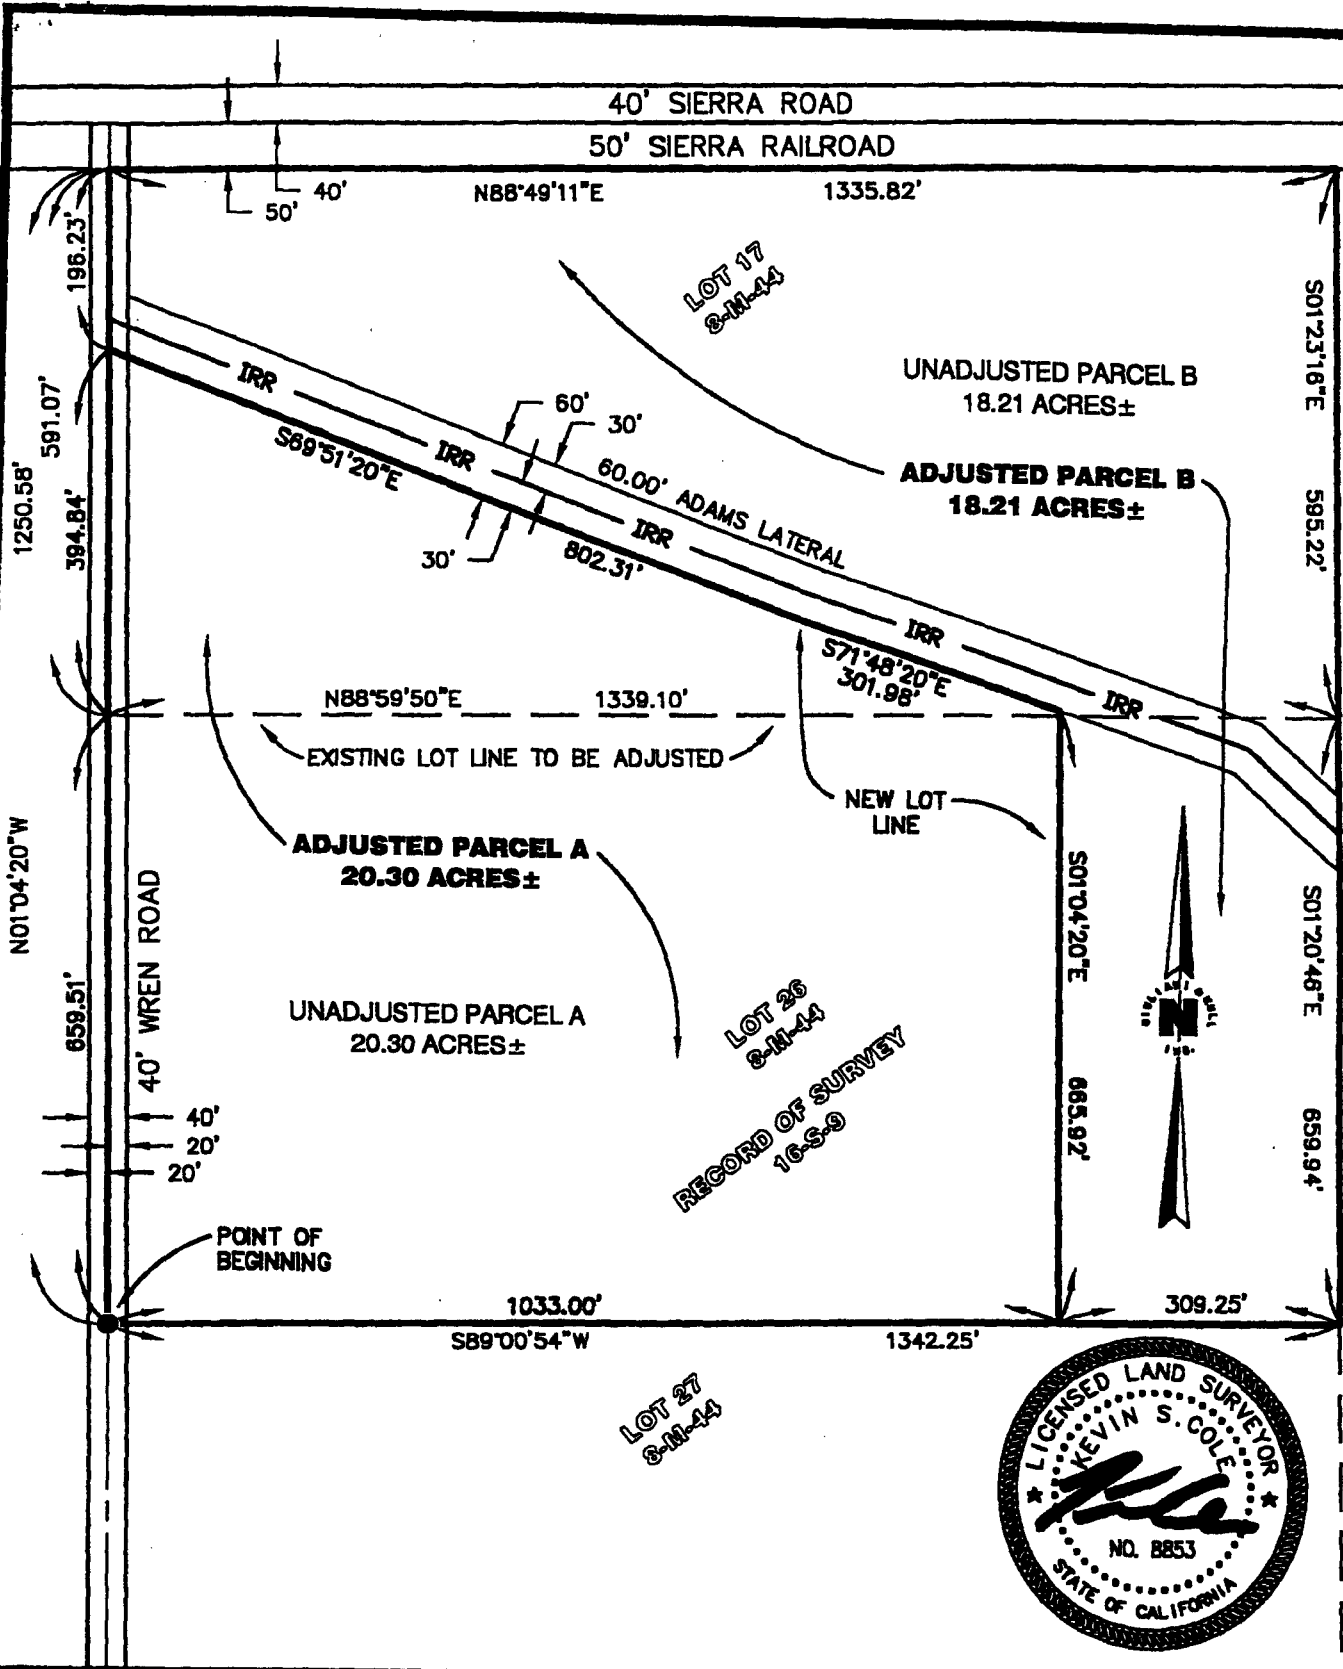 40' SIERRA ROAD
50' SIERRA RAILROAD
40'
50'
N88°49'11"E
1335.82'
196.23'
LOT 17
8-M-44
S01°23'16"E
595.22'
UNADJUSTED PARCEL B
18.21 ACRES±
ADJUSTED PARCEL B
18.21 ACRES±
IRR
IRR
IRR
IRR
IRR
60'
30'
60.00' ADAMS LATERAL
S69°51'20"E
802.31'
30'
1250.58'
591.07'
394.84'
S71°48'20"E
301.98'
N88°59'50"E
1339.10'
EXISTING LOT LINE TO BE ADJUSTED
NEW LOT
LINE
ADJUSTED PARCEL A
20.30 ACRES±
N01°04'20"W
659.51'
40' WREN ROAD
UNADJUSTED PARCEL A
20.30 ACRES±
LOT 26
8-M-44
RECORD OF SURVEY
16-S-9
S01°04'20"E
665.92'
N
INC.
S01°20'46"E
659.94'
40'
20'
20'
POINT OF
BEGINNING
1033.00'
309.25'
S89°00'54"W
1342.25'
LOT 27
8-M-44
LICENSED LAND SURVEYOR
KEVIN S. COLE
NO. 8853
STATE OF CALIFORNIA